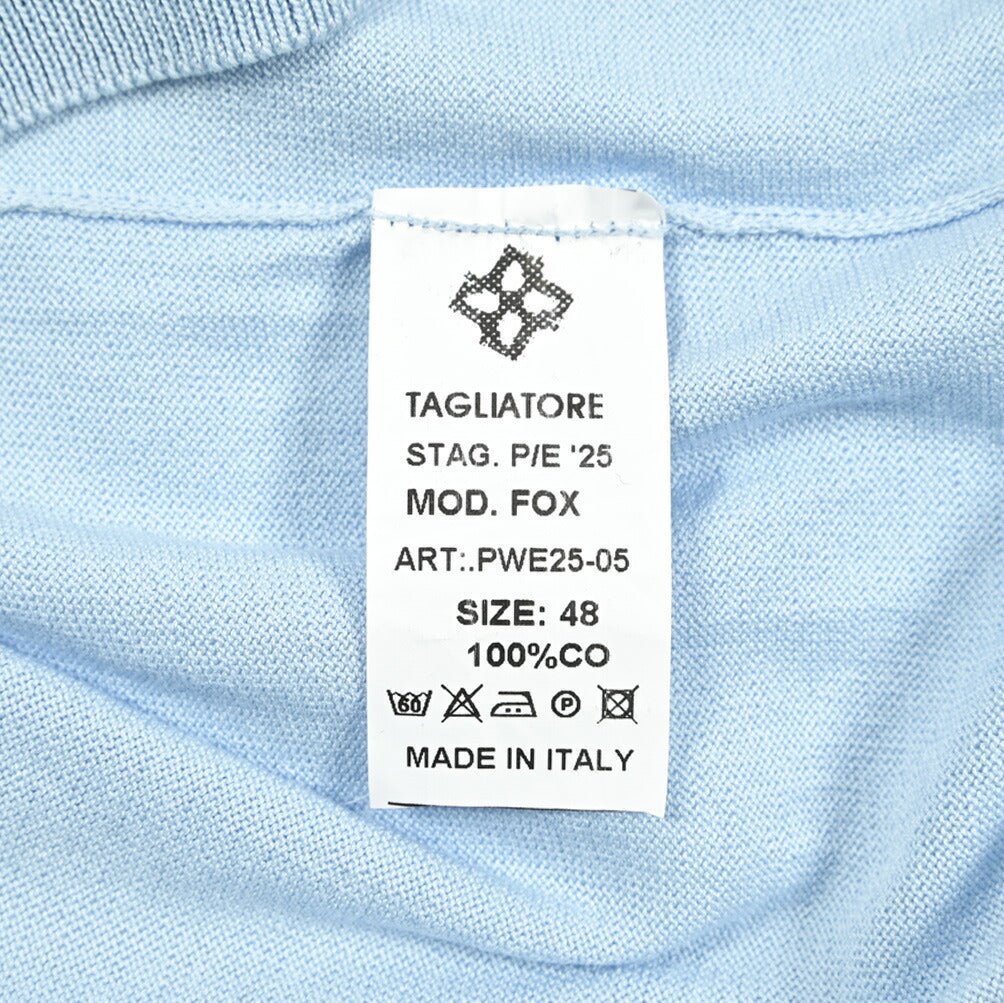 TAGLIATORE
STAG. P/E '25
MOD. FOX
ART:.PWE25-05
SIZE: 48
100%CO
60 P
MADE IN ITALY